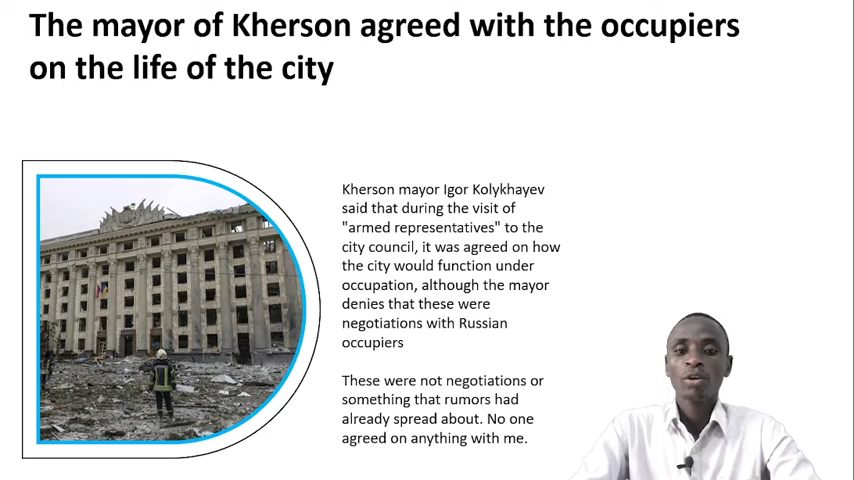 The mayor of Kherson agreed with the occupiers
on the life of the city
Kherson mayor Igor Kolykhayev
said that during the visit of
"armed representatives" to the
city council, it was agreed on how
the city would function under
occupation, although the mayor
denies that these were
negotiations with Russian
occupiers
These were not negotiations or
something that rumors had
already spread about. No one
agreed on anything with me.